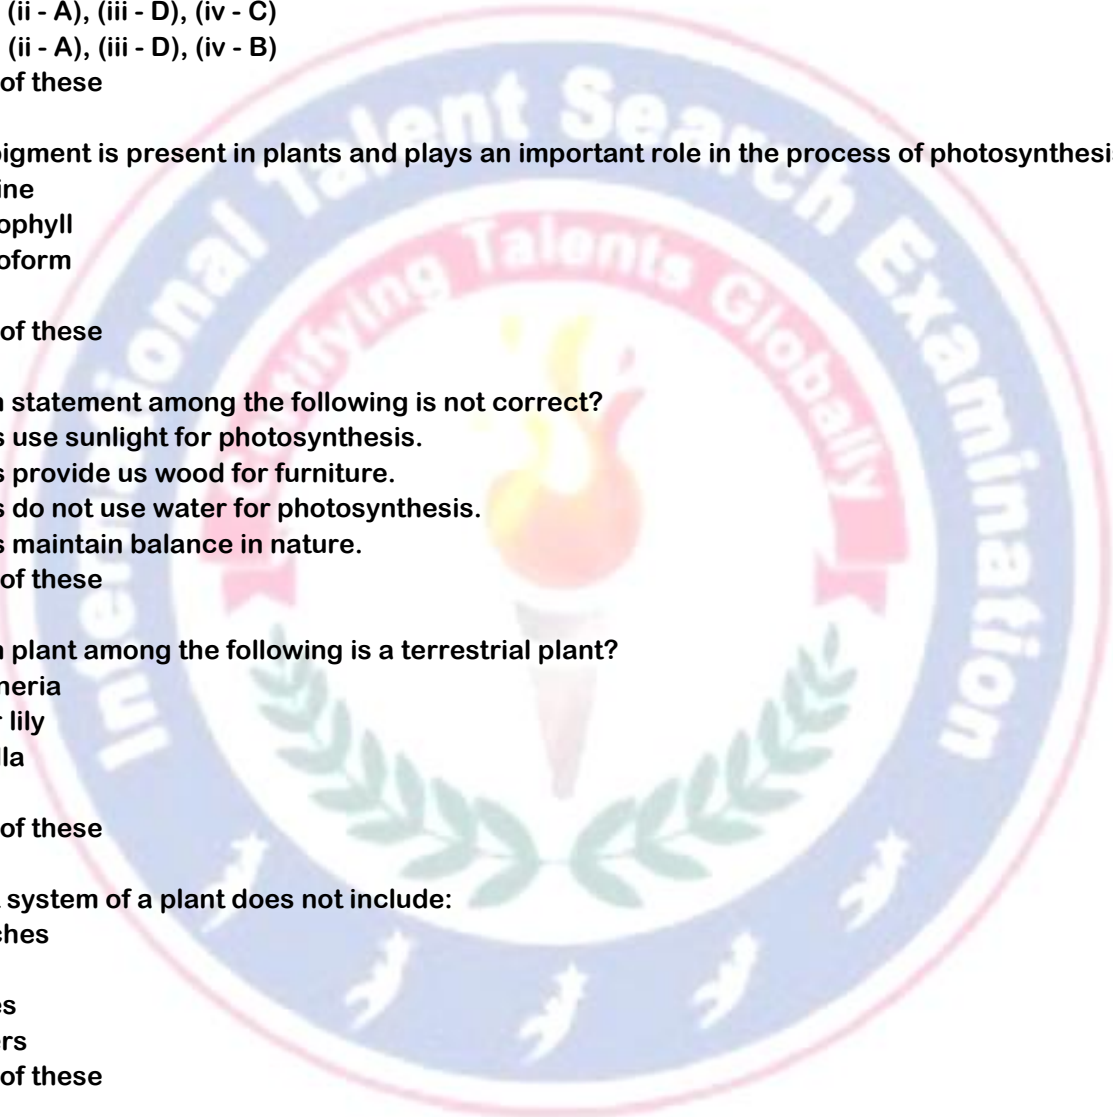 (ii - A), (iii - D), (iv - C)
(ii - A), (iii - D), (iv - B)
of these
pigment is present in plants and plays an important role in the process of photosynthesi
ine
ophyll
oform
of these
statement among the following is not correct?
s use sunlight for photosynthesis.
s provide us wood for furniture.
s do not use water for photosynthesis.
s maintain balance in nature.
of these
plant among the following is a terrestrial plant?
neria
lily
lla
of these
system of a plant does not include:
ches
es
ers
of these
International Talent Search Examination
Talents Globally